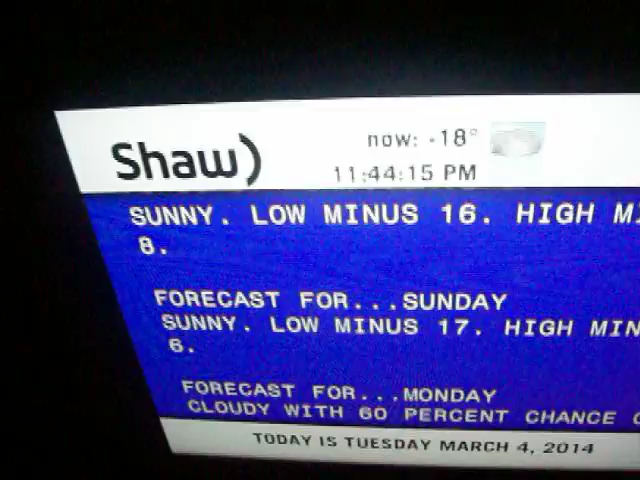 Shaw)
now: -18°
11:44:15 PM
SUNNY. LOW MINUS 16. HIGH
8.
FORECAST FOR...SUNDAY
SUNNY. LOW MINUS 17. HIGH
6.
FORECAST FOR...MONDAY
CLOUDY WITH 60 PERCENT CHANCE
TODAY IS TUESDAY MARCH 4, 2014